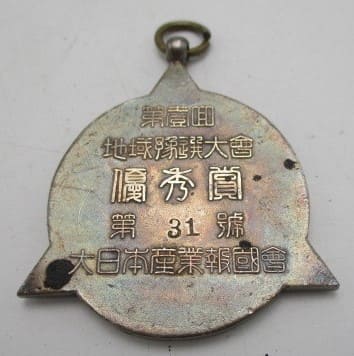 第壹回
地域豫選大會
優秀賞
第 31 號
大日本産業報國會